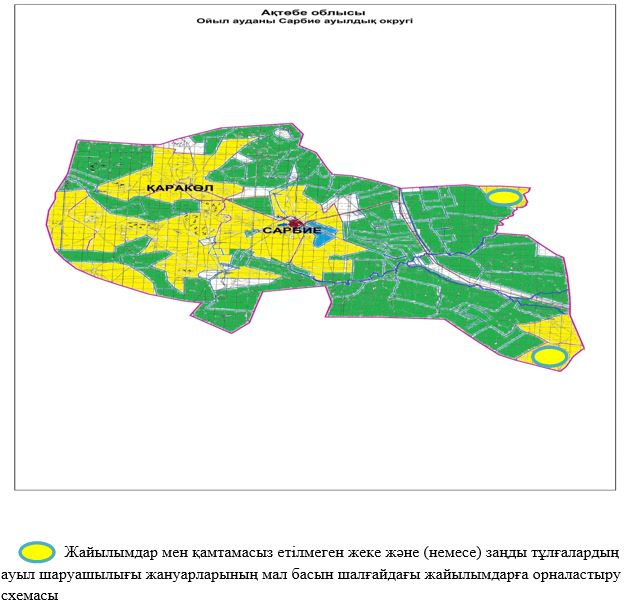 Ақтөбе облысы
Ойыл ауданы Сарбие ауылдық округі
ҚАРАКӨЛ
САРБИЕ
Жайылымдар мен қамтамасыз етілмеген жеке және (немесе) заңды тұлғалардың
ауыл шаруашылығы жануарларының мал басын шалғайдағы жайылымдарға орналастыру
схемасы